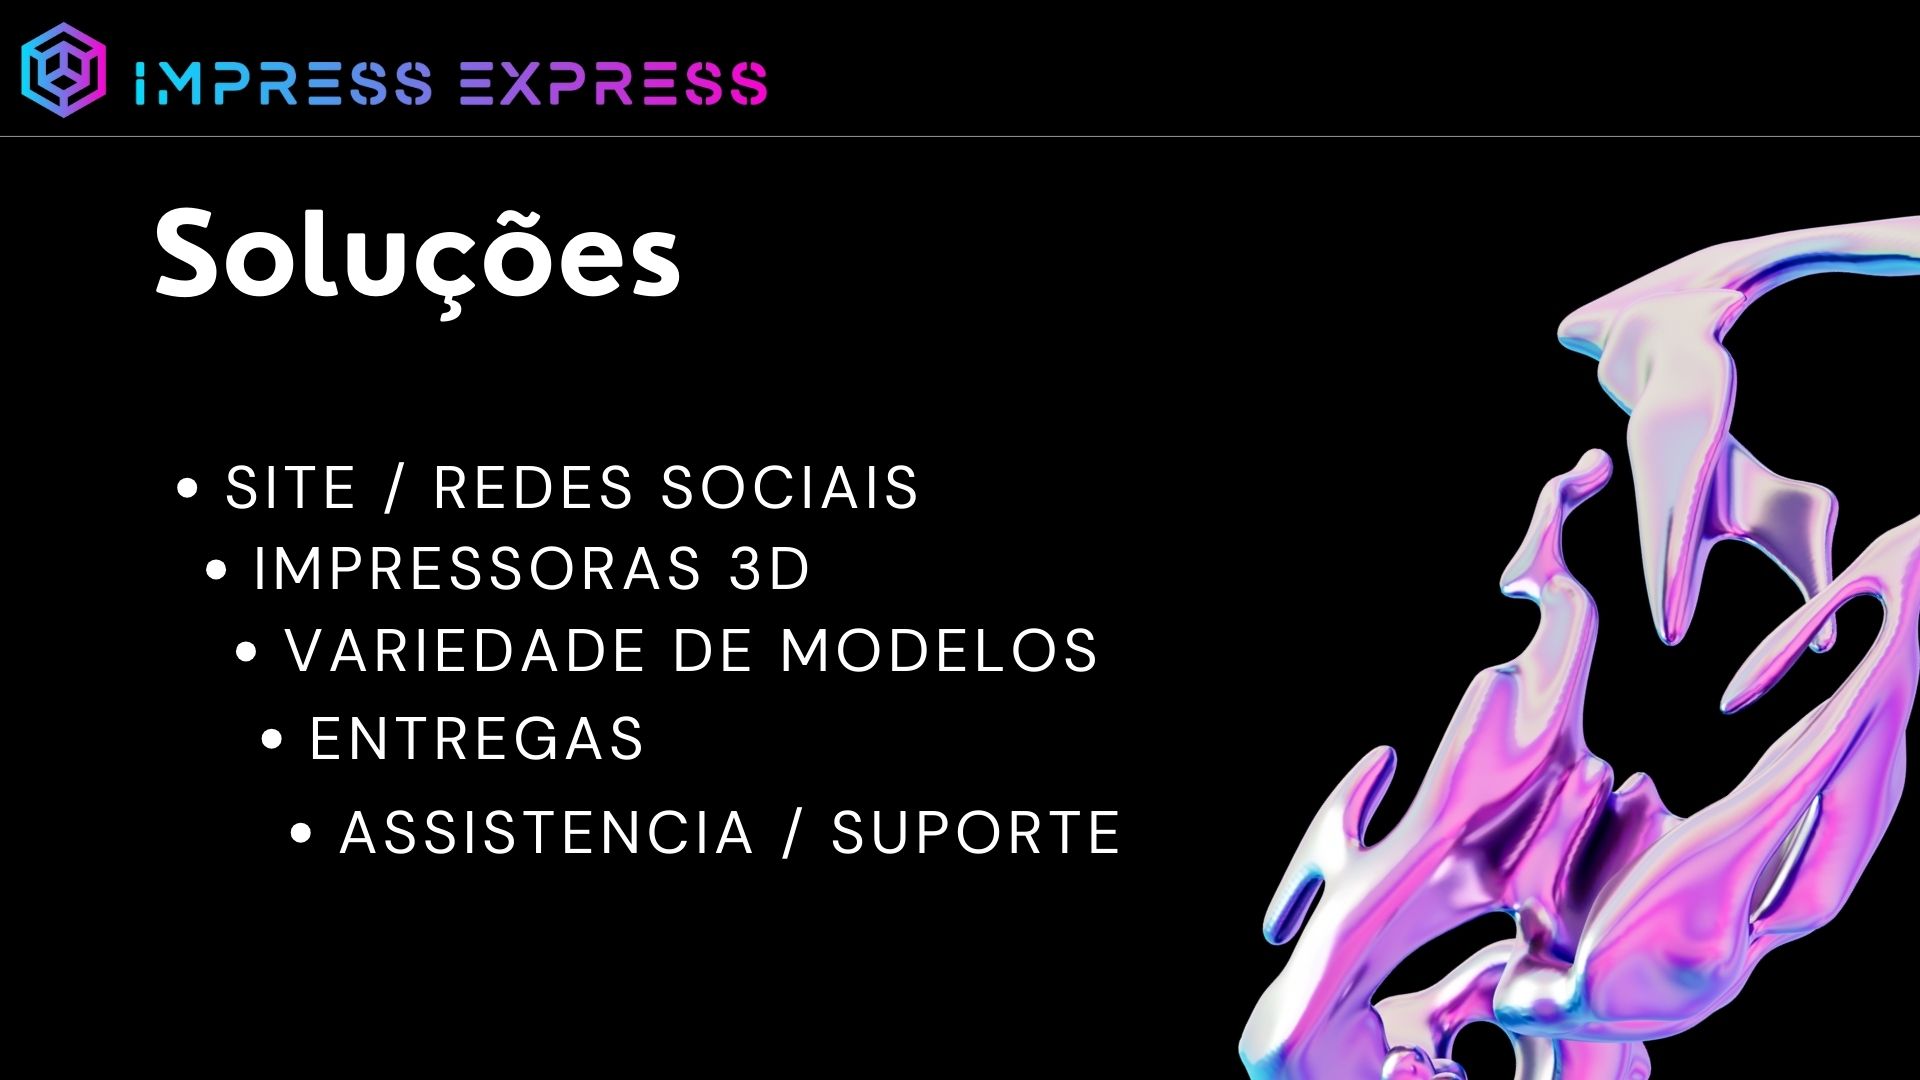 IMPRESS EXPRESS
Soluções
• SITE / REDES SOCIAIS
• IMPRESSORAS 3D
• VARIEDADE DE MODELOS
• ENTREGAS
• ASSISTENCIA / SUPORTE